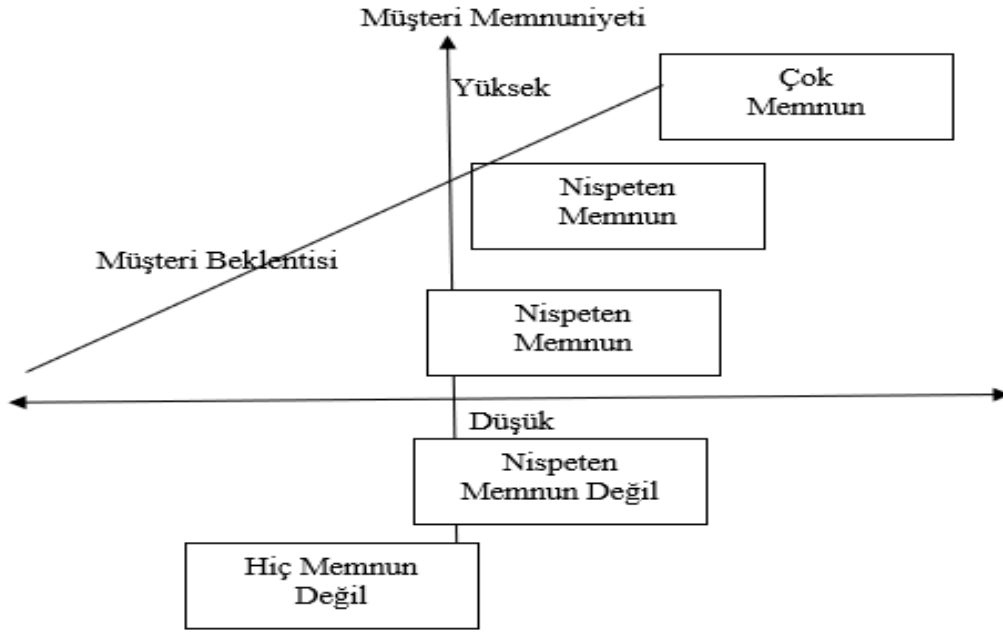 Müşteri Memnuniyeti
Yüksek
Çok
Memnun
Nispeten
Memnun
Müşteri Beklentisi
Nispeten
Memnun
Düşük
Nispeten
Memnun Değil
Hiç Memnun
Değil